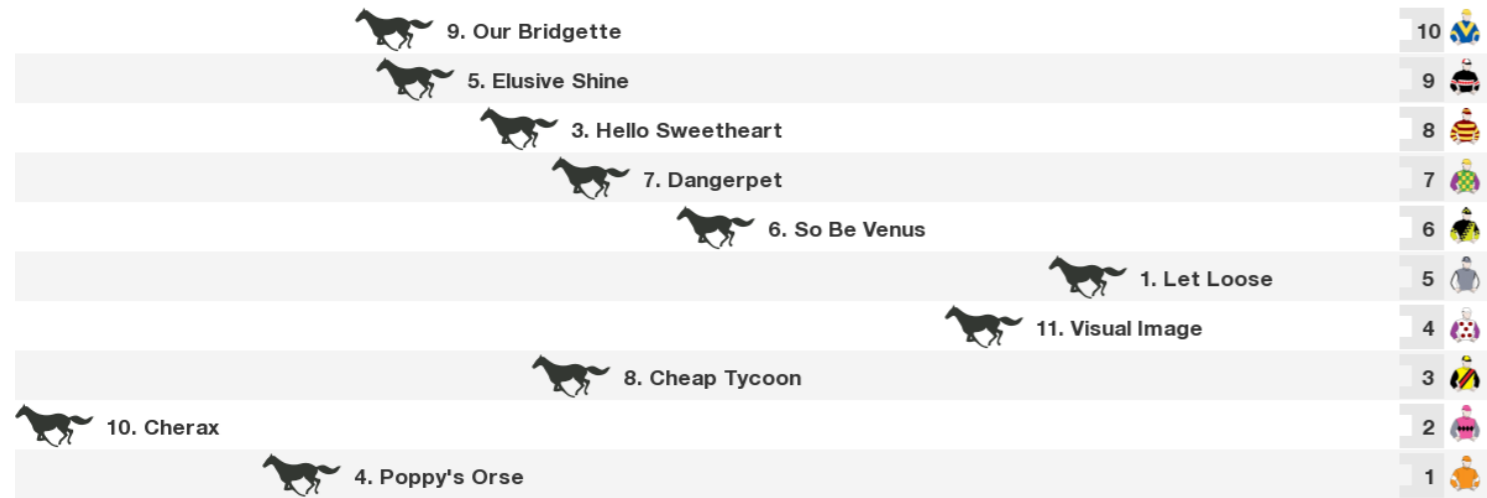 9. Our Bridgette 10
5. Elusive Shine 9
3. Hello Sweetheart 8
7. Dangerpet 7
6. So Be Venus 6
1. Let Loose 5
11. Visual Image 4
8. Cheap Tycoon 3
10. Cherax 2
4. Poppy's Orse 1